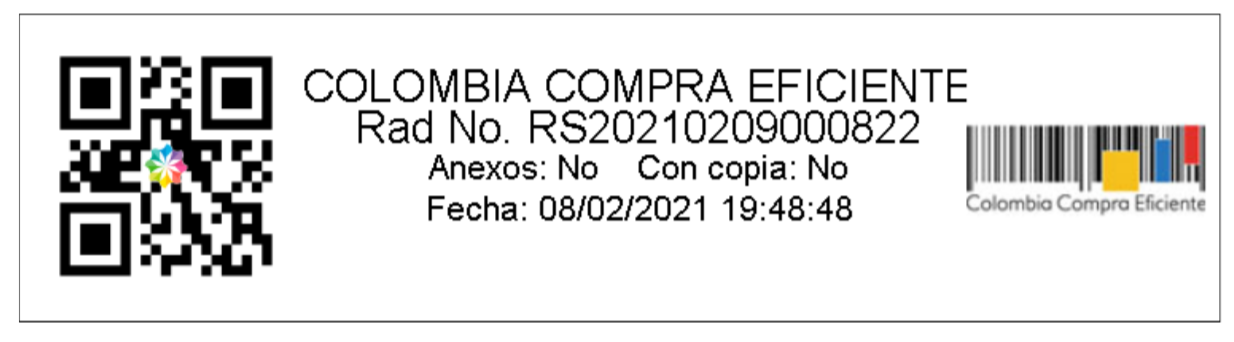 COLOMBIA COMPRA EFICIENTE
Rad No. RS20210209000822
Anexos: No Con copia: No
Fecha: 08/02/2021 19:48:48
Colombia Compra Eficiente